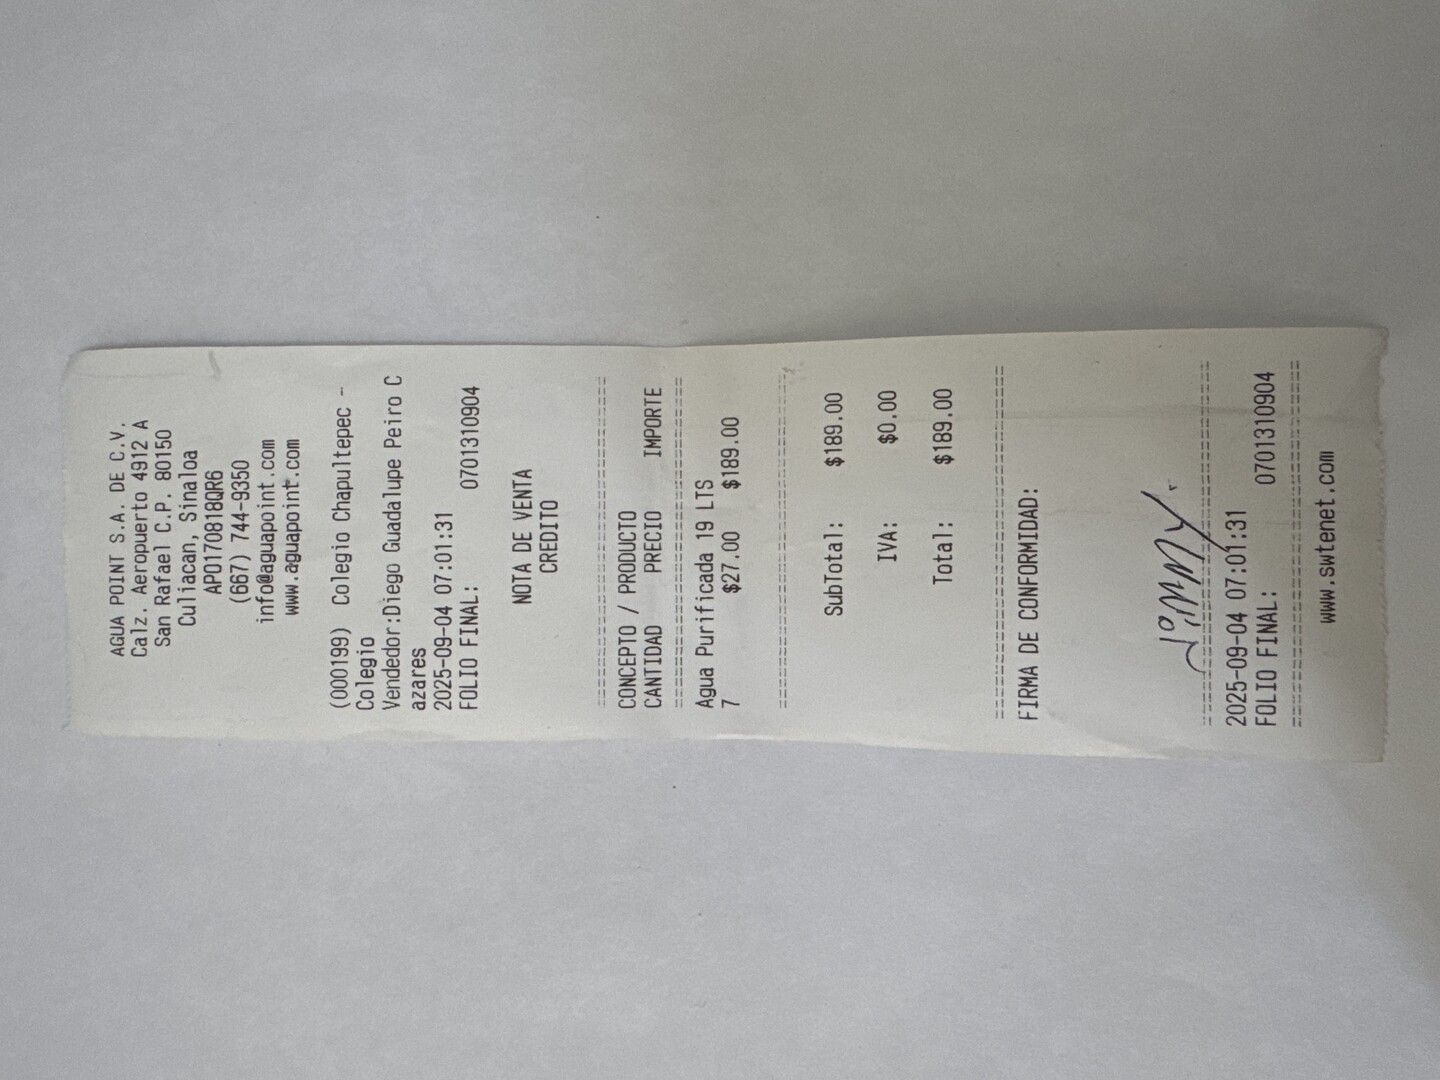 AGUA POINT S.A. DE C.V.
Calz. Aeropuerto 4912 A
San Rafael C.P. 80150
Culiacan, Sinaloa
APO170818QR6
(667) 744-9350
info@aguapoint.com
www.aguapoint.com
(000199) Colegio Chapultepec -
Colegio
Vendedor:Diego Guadalupe Peiro C
azares
2025-09-04 07:01:31
FOLIO FINAL: 0701310904
NOTA DE VENTA
CREDITO
================================
CONCEPTO / PRODUCTO
CANTIDAD PRECIO IMPORTE
================================
Agua Purificada 19 LTS
7 $27.00 $189.00
--------------------------------
SubTotal: $189.00
IVA: $0.00
Total: $189.00
================================
FIRMA DE CONFORMIDAD:
================================
2025-09-04 07:01:31
FOLIO FINAL: 0701310904
================================
www.swtenet.com